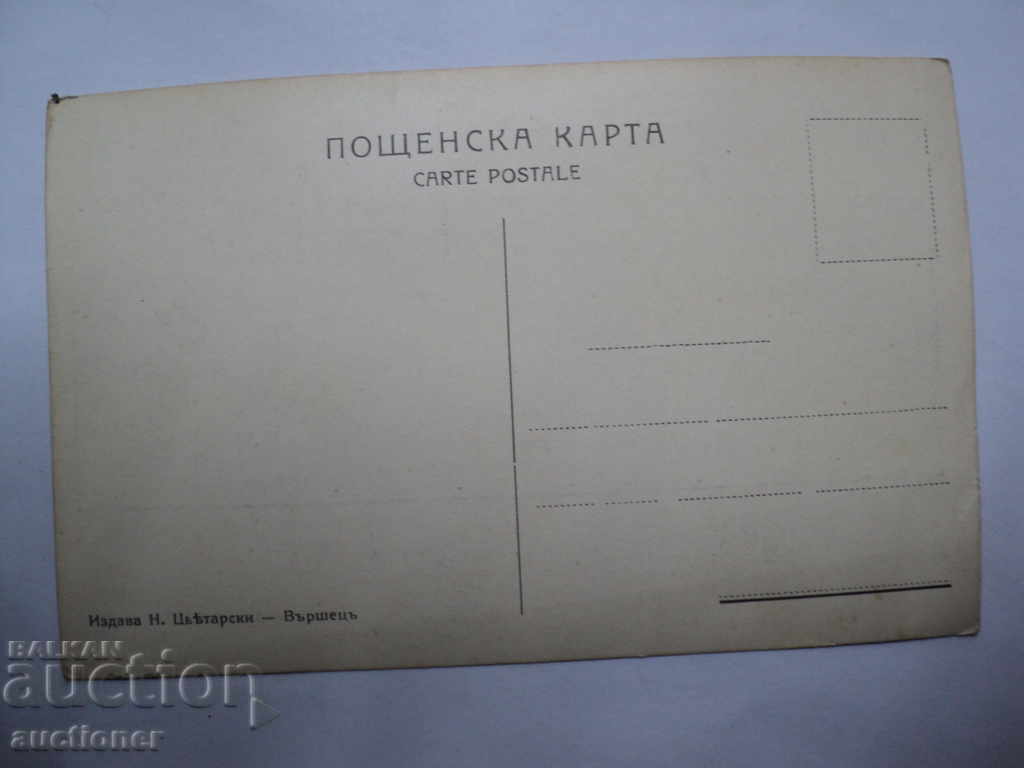 ПОЩЕНСКА КАРТА
CARTE POSTALE
Издава Н. Цвѣтарски — Вършецъ
BALKAN
auction
auctioner